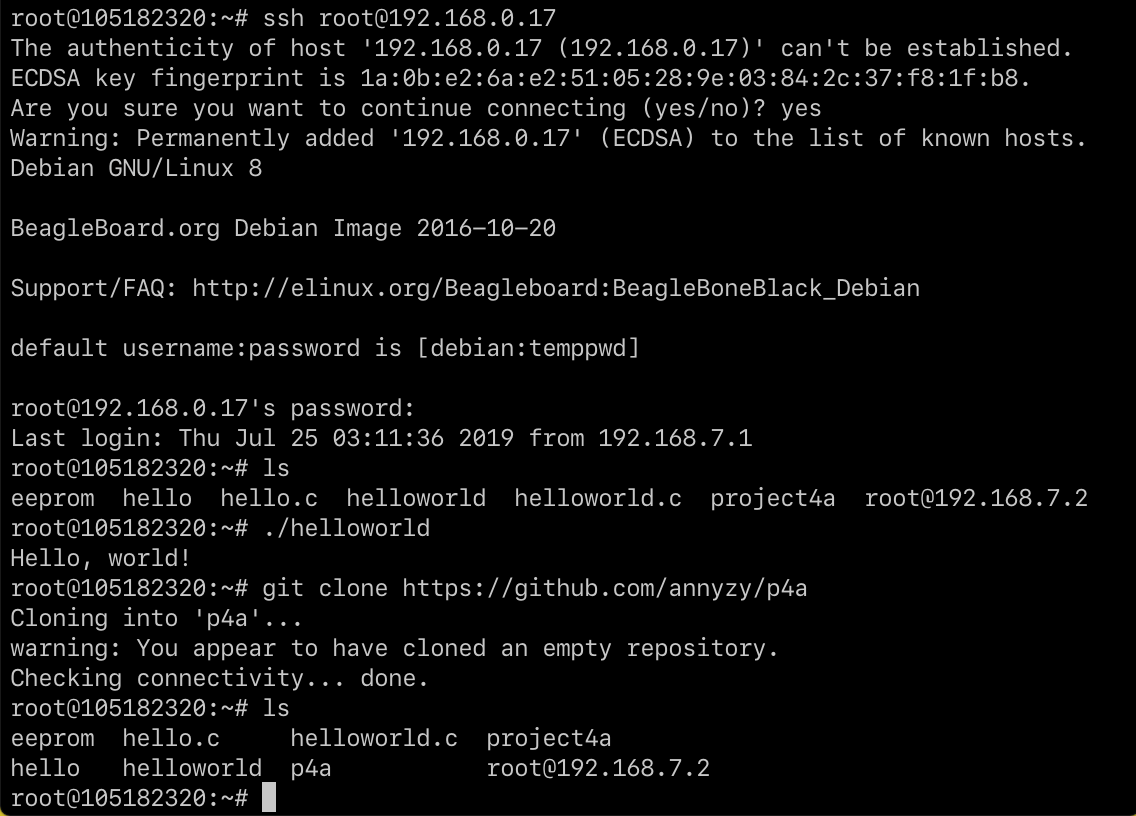 root@105182320:~# ssh root@192.168.0.17
The authenticity of host '192.168.0.17 (192.168.0.17)' can't be established.
ECDSA key fingerprint is 1a:0b:e2:6a:e2:51:05:28:9e:03:84:2c:37:f8:1f:b8.
Are you sure you want to continue connecting (yes/no)? yes
Warning: Permanently added '192.168.0.17' (ECDSA) to the list of known hosts.
Debian GNU/Linux 8
BeagleBoard.org Debian Image 2016-10-20
Support/FAQ: http://elinux.org/Beagleboard:BeagleBoneBlack_Debian
default username:password is [debian:temppwd]
root@192.168.0.17's password:
Last login: Thu Jul 25 03:11:36 2019 from 192.168.7.1
root@105182320:~# ls
eeprom  hello  hello.c  helloworld  helloworld.c  project4a  root@192.168.7.2
root@105182320:~# ./helloworld
Hello, world!
root@105182320:~# git clone https://github.com/annyzy/p4a
Cloning into 'p4a'...
warning: You appear to have cloned an empty repository.
Checking connectivity... done.
root@105182320:~# ls
eeprom  hello.c     helloworld.c  project4a
hello   helloworld  p4a           root@192.168.7.2
root@105182320:~#